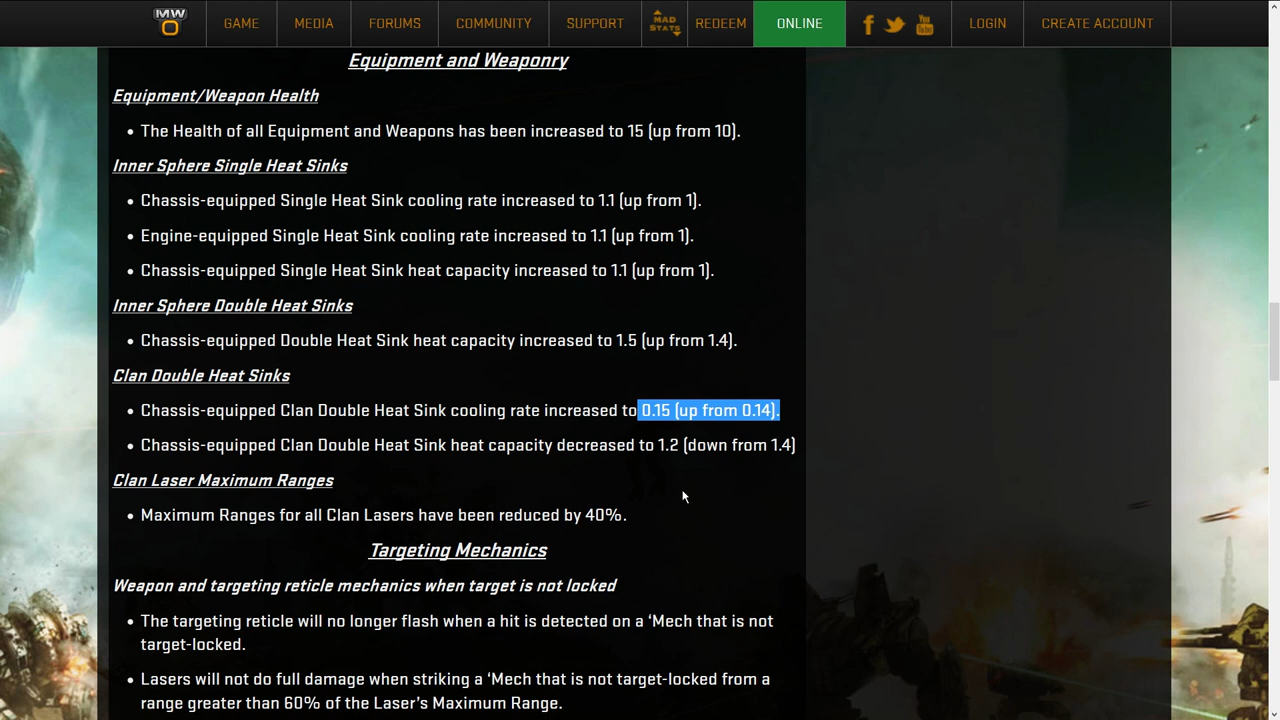 MW
O
GAME
MEDIA
FORUMS
COMMUNITY
SUPPORT
MAD
STATS
REDEEM
ONLINE
You
Tube
LOGIN
CREATE ACCOUNT
Equipment and Weaponry
Equipment/Weapon Health
• The Health of all Equipment and Weapons has been increased to 15 (up from 10).
Inner Sphere Single Heat Sinks
• Chassis-equipped Single Heat Sink cooling rate increased to 1.1 (up from 1).
• Engine-equipped Single Heat Sink cooling rate increased to 1.1 (up from 1).
• Chassis-equipped Single Heat Sink heat capacity increased to 1.1 (up from 1).
Inner Sphere Double Heat Sinks
• Chassis-equipped Double Heat Sink heat capacity increased to 1.5 (up from 1.4).
Clan Double Heat Sinks
• Chassis-equipped Clan Double Heat Sink cooling rate increased to 0.15 (up from 0.14).
• Chassis-equipped Clan Double Heat Sink heat capacity decreased to 1.2 (down from 1.4)
Clan Laser Maximum Ranges
• Maximum Ranges for all Clan Lasers have been reduced by 40%.
Targeting Mechanics
Weapon and targeting reticle mechanics when target is not locked
• The targeting reticle will no longer flash when a hit is detected on a ‘Mech that is not
target-locked.
• Lasers will not do full damage when striking a ‘Mech that is not target-locked from a
range greater than 60% of the Laser’s Maximum Range.